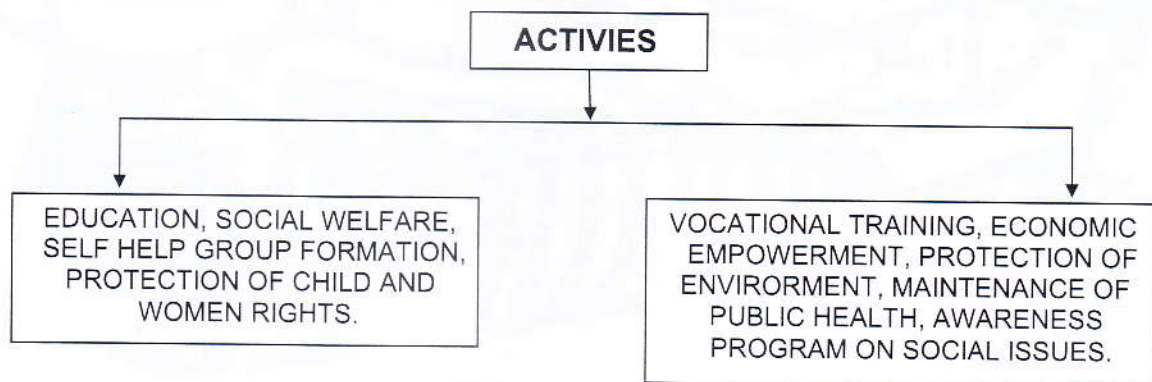 ACTIVIES
EDUCATION, SOCIAL WELFARE,
SELF HELP GROUP FORMATION,
PROTECTION OF CHILD AND
WOMEN RIGHTS.
VOCATIONAL TRAINING, ECONOMIC
EMPOWERMENT, PROTECTION OF
ENVIRORMENT, MAINTENANCE OF
PUBLIC HEALTH, AWARENESS
PROGRAM ON SOCIAL ISSUES.